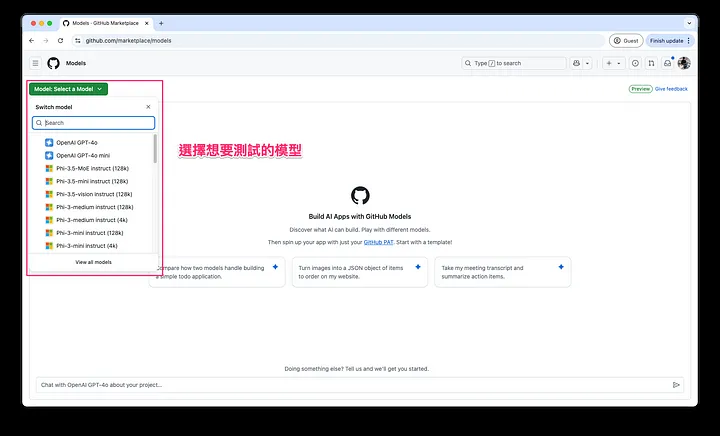 Models · GitHub Marketplace
github.com/marketplace/models
Guest
Finish update
Models
Type / to search
Model: Select a Model
Preview
Give feedback
Switch model
Search
OpenAI GPT-4o
OpenAI GPT-4o mini
Phi-3.5-MoE instruct (128k)
Phi-3.5-mini instruct (128k)
Phi-3.5-vision instruct (128k)
Phi-3-medium instruct (128k)
Phi-3-medium instruct (4k)
Phi-3-mini instruct (128k)
Phi-3-mini instruct (4k)
View all models
選擇想要測試的模型
Build AI Apps with GitHub Models
Discover what AI can build. Play with different models.
Then spin up your app with just your GitHub PAT. Start with a template!
Compare how two models handle building
a simple todo application.
Turn images into a JSON object of items
to order on my website.
Take my meeting transcript and
summarize action items.
Doing something else? Tell us and we'll get you started.
Chat with OpenAI GPT-4o about your project...